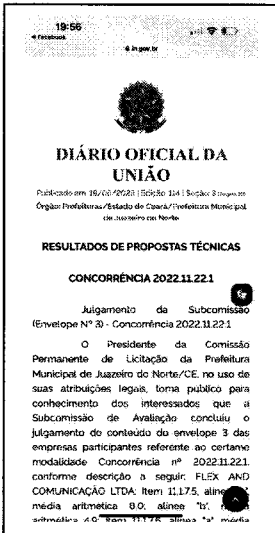 19:56
◂ Facebook
in.gov.br
DIÁRIO OFICIAL DA
UNIÃO
Publicado em: 19/06/2023 | Edição: 114 | Seção: 3 |
Órgão: Prefeituras/Estado do Ceará/Prefeitura Municipal
de Juazeiro do Norte
RESULTADOS DE PROPOSTAS TÉCNICAS
CONCORRÊNCIA 2022.11.22.1
Julgamento da Subcomissão
(Envelope Nº 3) - Concorrência 2022.11.22.1
O Presidente da Comissão
Permanente de Licitação da Prefeitura
Municipal de Juazeiro do Norte/CE, no uso de
suas atribuições legais, torna público para
conhecimento dos interessados que a
Subcomissão de Avaliação concluiu o
julgamento do conteúdo do envelope 3 das
empresas participantes referente ao certame
modalidade Concorrência nº 2022.11.22.1,
conforme descrição a seguir: FLEX AND
COMUNICAÇÃO LTDA: Item 11.1.7.5, alínea
média aritmética 8.0; alínea "b",
aritmética 4.9; Item 11.1.7.6, alínea "a" média